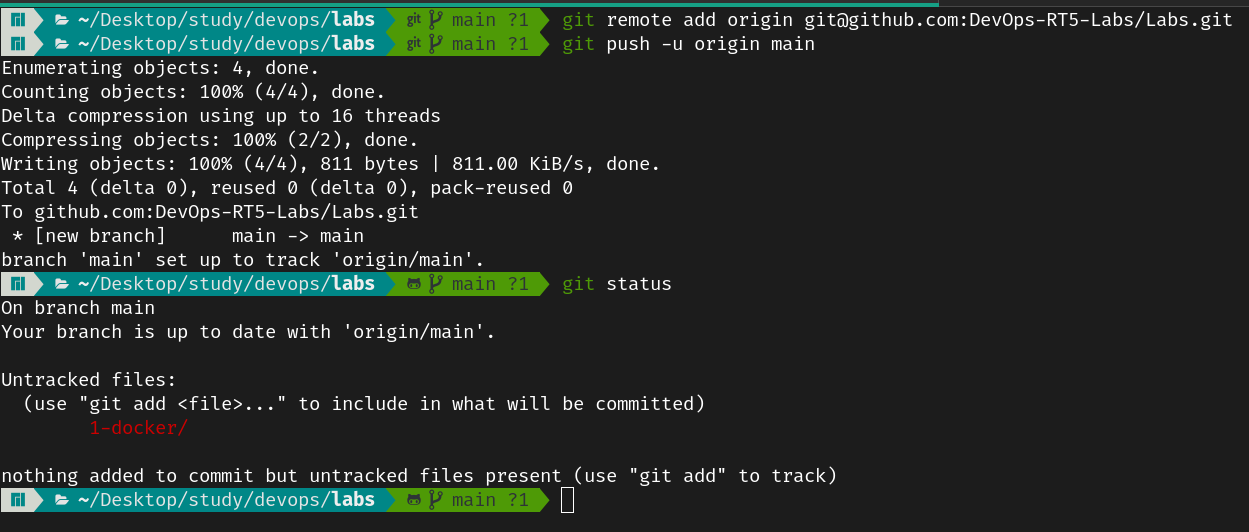 ~/Desktop/study/devops/labs git main ?1 git remote add origin git@github.com:DevOps-RT5-Labs/Labs.git
~/Desktop/study/devops/labs git main ?1 git push -u origin main
Enumerating objects: 4, done.
Counting objects: 100% (4/4), done.
Delta compression using up to 16 threads
Compressing objects: 100% (2/2), done.
Writing objects: 100% (4/4), 811 bytes | 811.00 KiB/s, done.
Total 4 (delta 0), reused 0 (delta 0), pack-reused 0
To github.com:DevOps-RT5-Labs/Labs.git
 * [new branch]      main -> main
branch 'main' set up to track 'origin/main'.
~/Desktop/study/devops/labs main ?1 git status
On branch main
Your branch is up to date with 'origin/main'.

Untracked files:
  (use "git add <file>..." to include in what will be committed)
        1-docker/

nothing added to commit but untracked files present (use "git add" to track)
~/Desktop/study/devops/labs main ?1